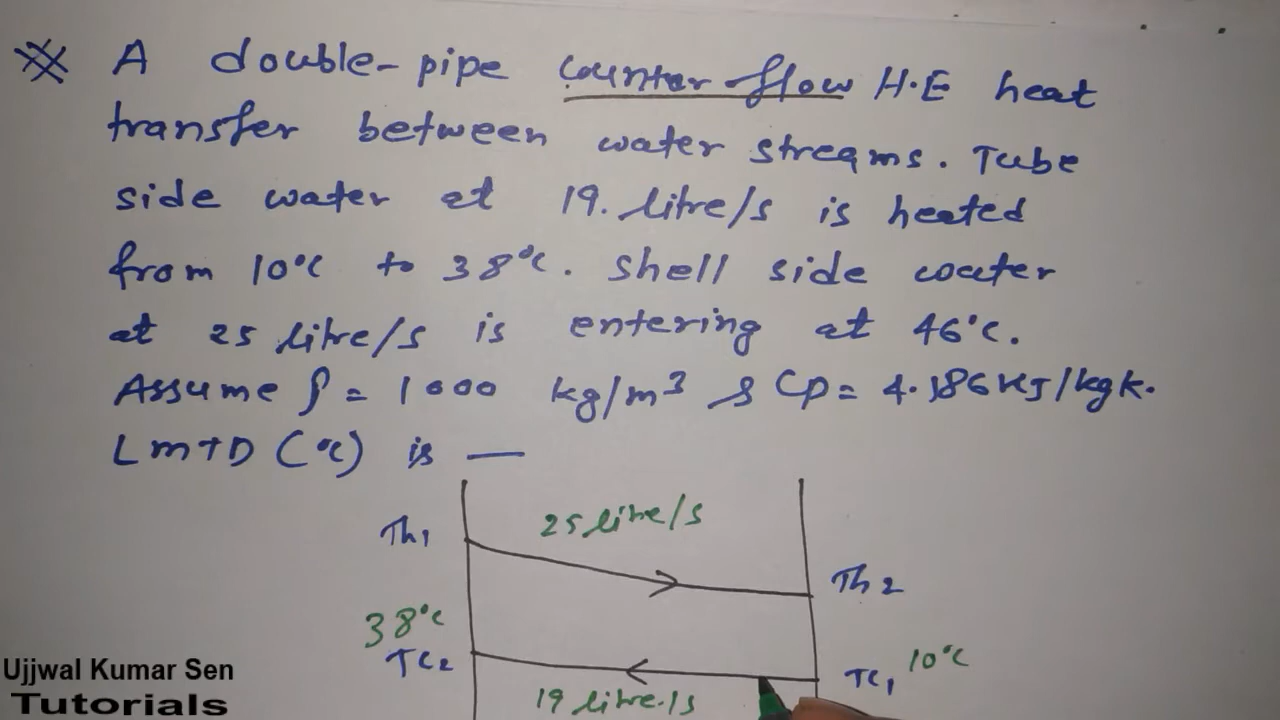 A double-pipe counter flow H.E heat
transfer between water streams. Tube
side water at 19. litre/s is heated
from 10°c to 38°c. Shell side water
at 25 litre/s is entering at 46°c.
Assume ρ = 1000 kg/m³ & Cp = 4.186 KJ/kgk.
LmTD (°c) is —
Th1 25 litre/s
Th2
38°c
Tc2 Tc1 10°c
19 litre/s
Ujjwal Kumar Sen
Tutorials